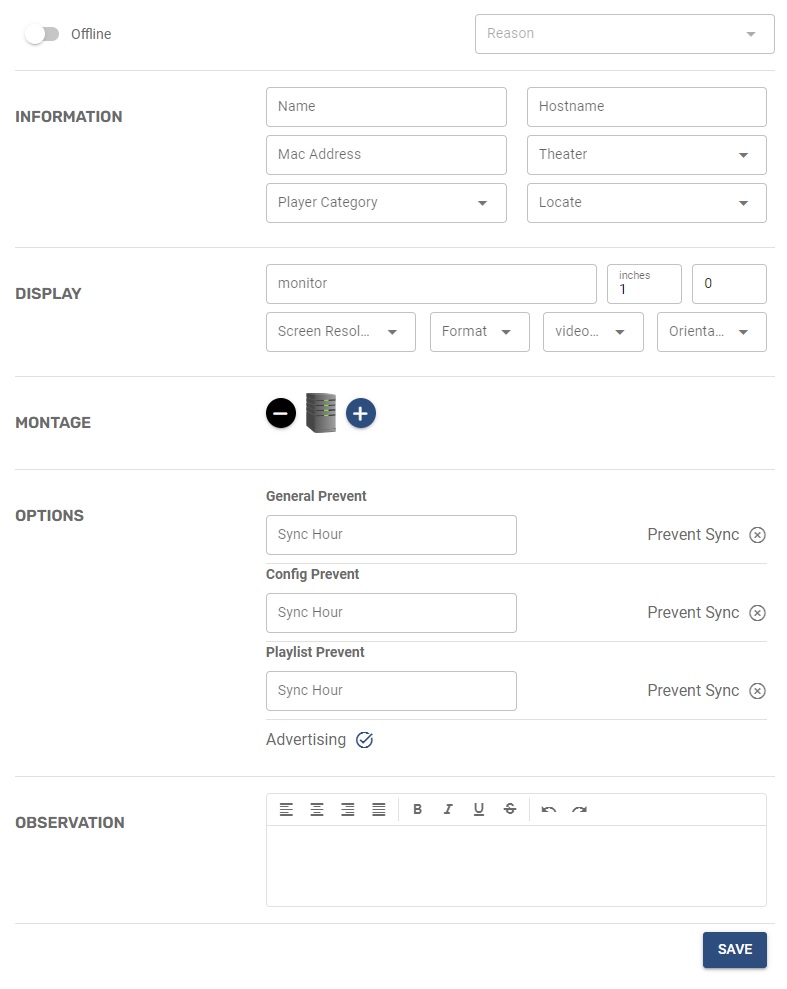 Offline
Reason
INFORMATION
Name
Hostname
Mac Address
Theater
Player Category
Locate
DISPLAY
monitor
inches
1
0
Screen Resol...
Format
video...
Orienta...
MONTAGE
OPTIONS
General Prevent
Sync Hour
Prevent Sync
Config Prevent
Sync Hour
Prevent Sync
Playlist Prevent
Sync Hour
Prevent Sync
Advertising
OBSERVATION
B I U S
SAVE